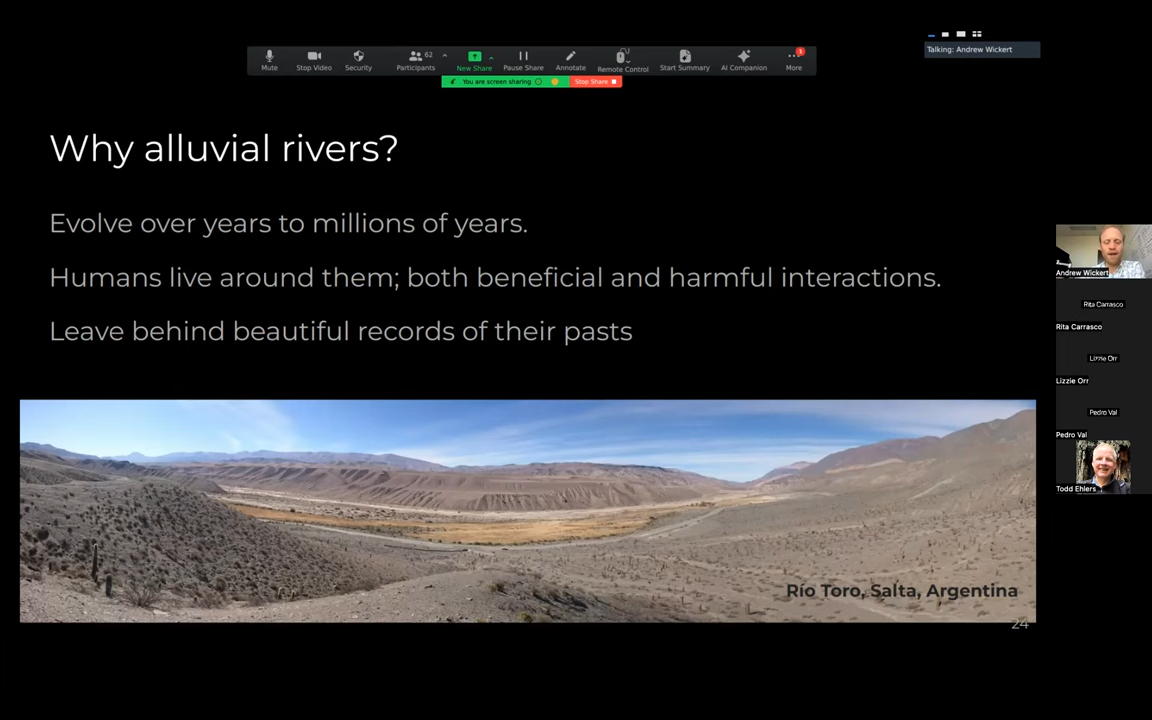 Talking: Andrew Wickert
Mute
Stop Video
Security
Participants
62
New Share
Pause Share
Annotate
Remote Control
Start Summary
AI Companion
More
1
You are screen sharing
Stop Share
Why alluvial rivers?
Evolve over years to millions of years.
Humans live around them; both beneficial and harmful interactions.
Leave behind beautiful records of their pasts
Río Toro, Salta, Argentina
24
Andrew Wickert
Rita Carrasco
Rita Carrasco
Lizzie Orr
Lizzie Orr
Pedro Val
Pedro Val
Todd Ehlers